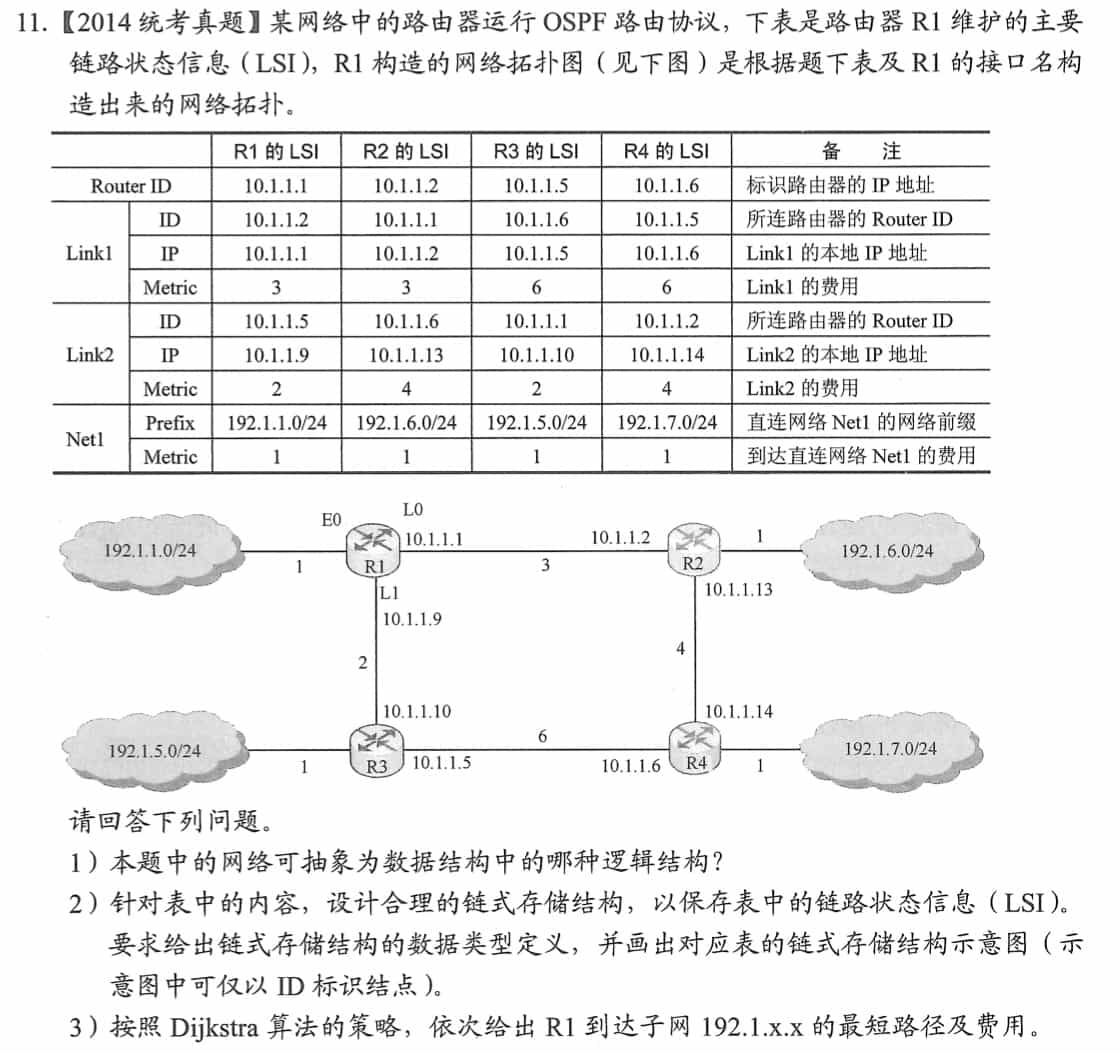 11.【2014 统考真题】某网络中的路由器运行 OSPF 路由协议，下表是路由器 R1 维护的主要
链路状态信息（LSI），R1 构造的网络拓扑图（见下图）是根据题下表及 R1 的接口名构
造出来的网络拓扑。
R1 的 LSI R2 的 LSI R3 的 LSI R4 的 LSI 备 注
Router ID 10.1.1.1 10.1.1.2 10.1.1.5 10.1.1.6 标识路由器的 IP 地址
Link1 ID 10.1.1.2 10.1.1.1 10.1.1.6 10.1.1.5 所连路由器的 Router ID
IP 10.1.1.1 10.1.1.2 10.1.1.5 10.1.1.6 Link1 的本地 IP 地址
Metric 3 3 6 6 Link1 的费用
Link2 ID 10.1.1.5 10.1.1.6 10.1.1.1 10.1.1.2 所连路由器的 Router ID
IP 10.1.1.9 10.1.1.13 10.1.1.10 10.1.1.14 Link2 的本地 IP 地址
Metric 2 4 2 4 Link2 的费用
Net1 Prefix 192.1.1.0/24 192.1.6.0/24 192.1.5.0/24 192.1.7.0/24 直连网络 Net1 的网络前缀
Metric 1 1 1 1 到达直连网络 Net1 的费用
E0 L0
10.1.1.1 10.1.1.2 1
192.1.1.0/24 192.1.6.0/24
1 R1 3 R2
L1 10.1.1.13
10.1.1.9
2 4
10.1.1.10 10.1.1.14
6
192.1.5.0/24 192.1.7.0/24
1 R3 10.1.1.5 10.1.1.6 R4 1
请回答下列问题。
1）本题中的网络可抽象为数据结构中的哪种逻辑结构？
2）针对表中的内容，设计合理的链式存储结构，以保存表中的链路状态信息（LSI）。
要求给出链式存储结构的数据类型定义，并画出对应表的链式存储结构示意图（示
意图中可仅以 ID 标识结点）。
3）按照 Dijkstra 算法的策略，依次给出 R1 到达子网 192.1.x.x 的最短路径及费用。